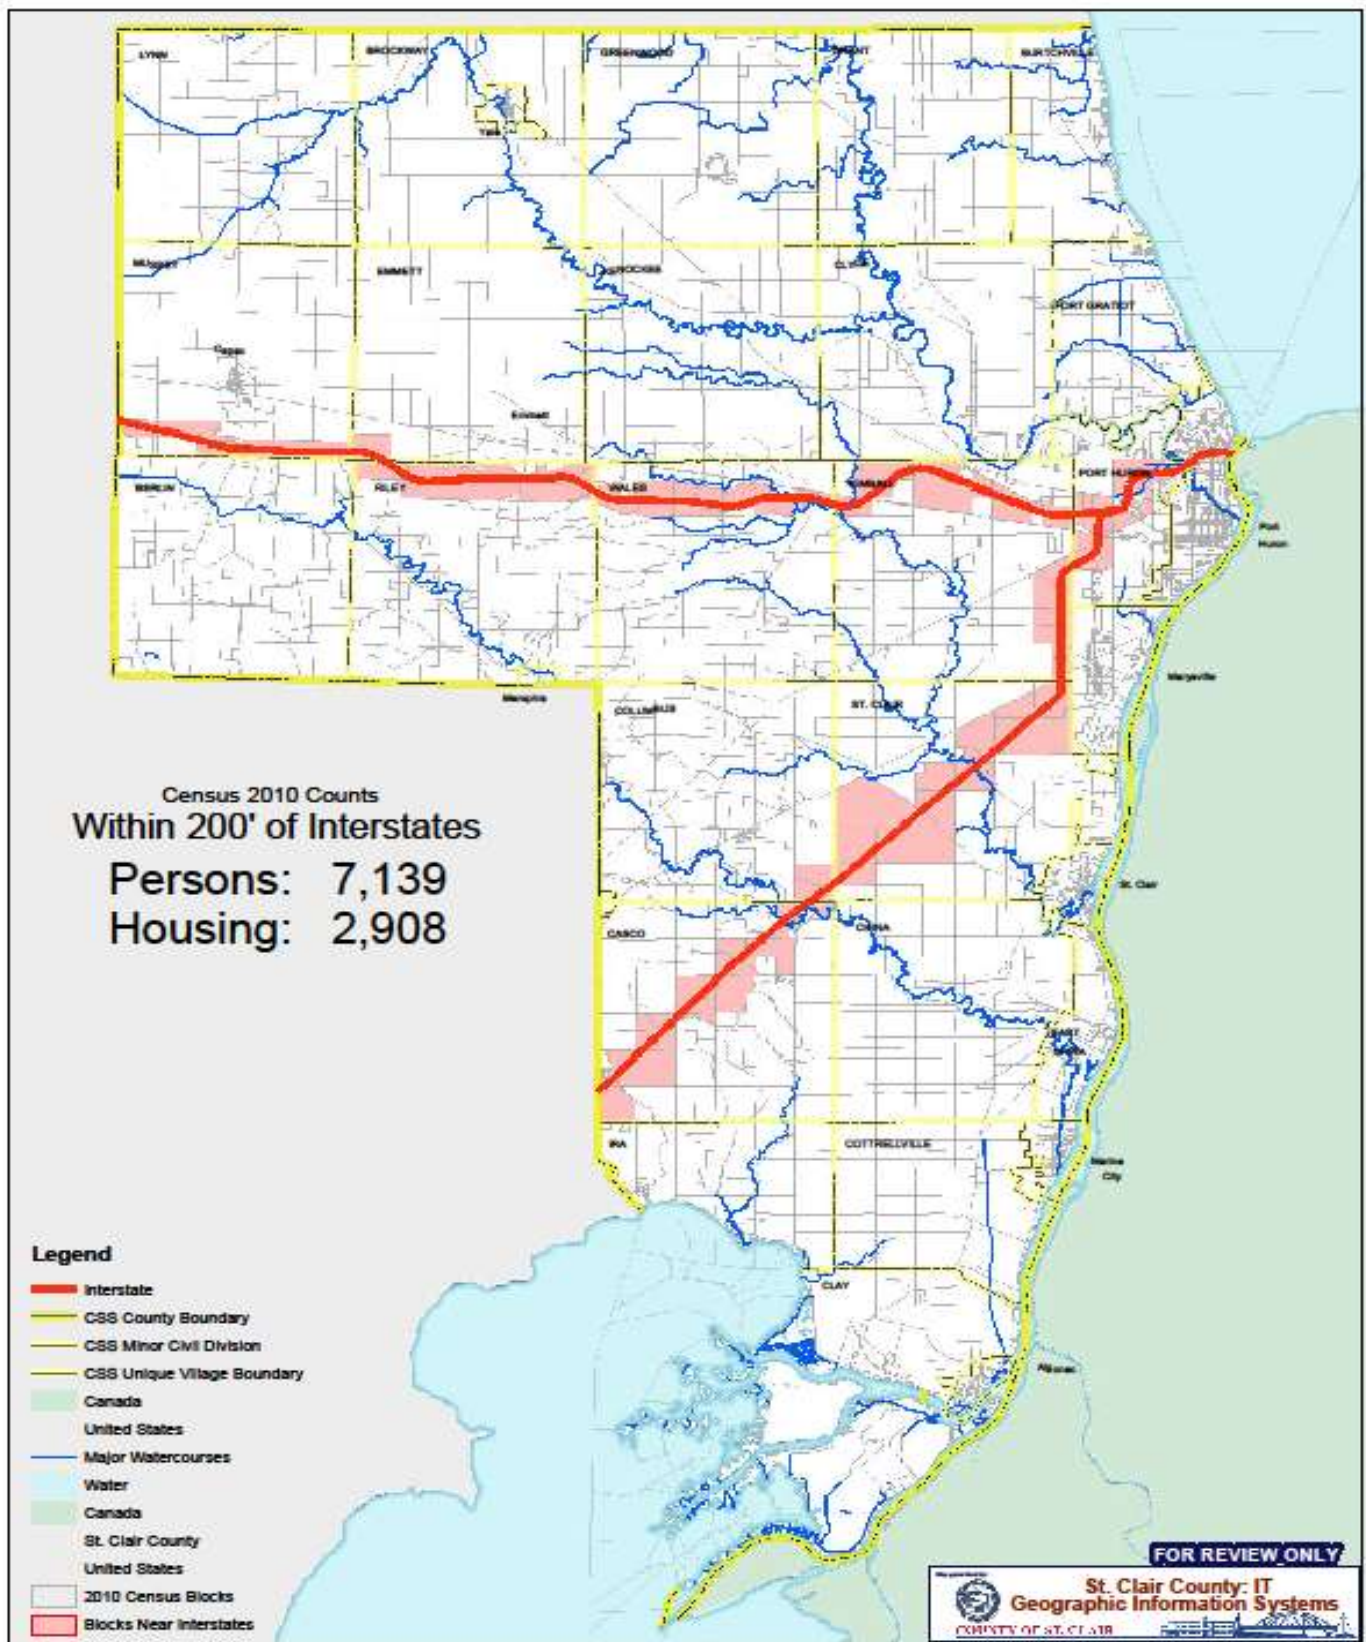 LYNN
BROCKWAY
GREENWOOD
GRANT
BURTCHVILLE
Yale
MUSSEY
EMMETT
KENOCKEE
CLYDE
FORT GRATIOT
Capac
Emmett
BERLIN
RILEY
WALES
KIMBALL
PORT HURON
Port
Huron
Marysville
Memphis
COLUMBUS
ST. CLAIR
Census 2010 Counts
Within 200' of Interstates
Persons: 7,139
Housing: 2,908
St. Clair
CASCO
CHINA
EAST
CHINA
IRA
COTTRELLVILLE
Marine
City
CLAY
Algonac
Legend
Interstate
CSS County Boundary
CSS Minor Civil Division
CSS Unique Village Boundary
Canada
United States
Major Watercourses
Water
Canada
St. Clair County
United States
2010 Census Blocks
Blocks Near Interstates
FOR REVIEW ONLY
St. Clair County: IT
Geographic Information Systems
COUNTY OF ST. CLAIR